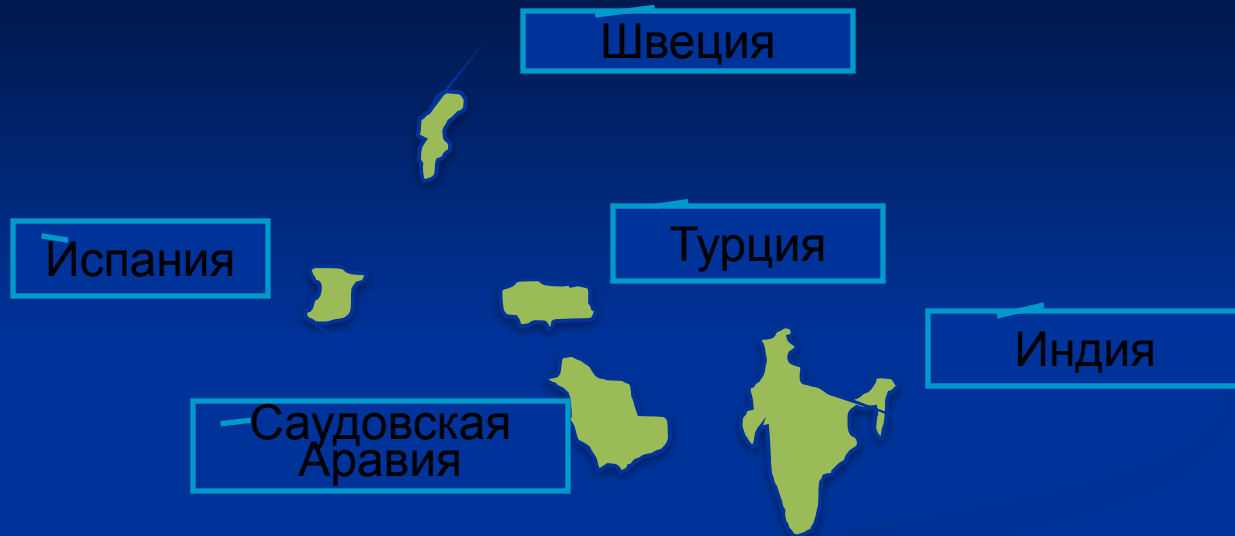 Швеция
Испания
Турция
Индия
Саудовская
Аравия